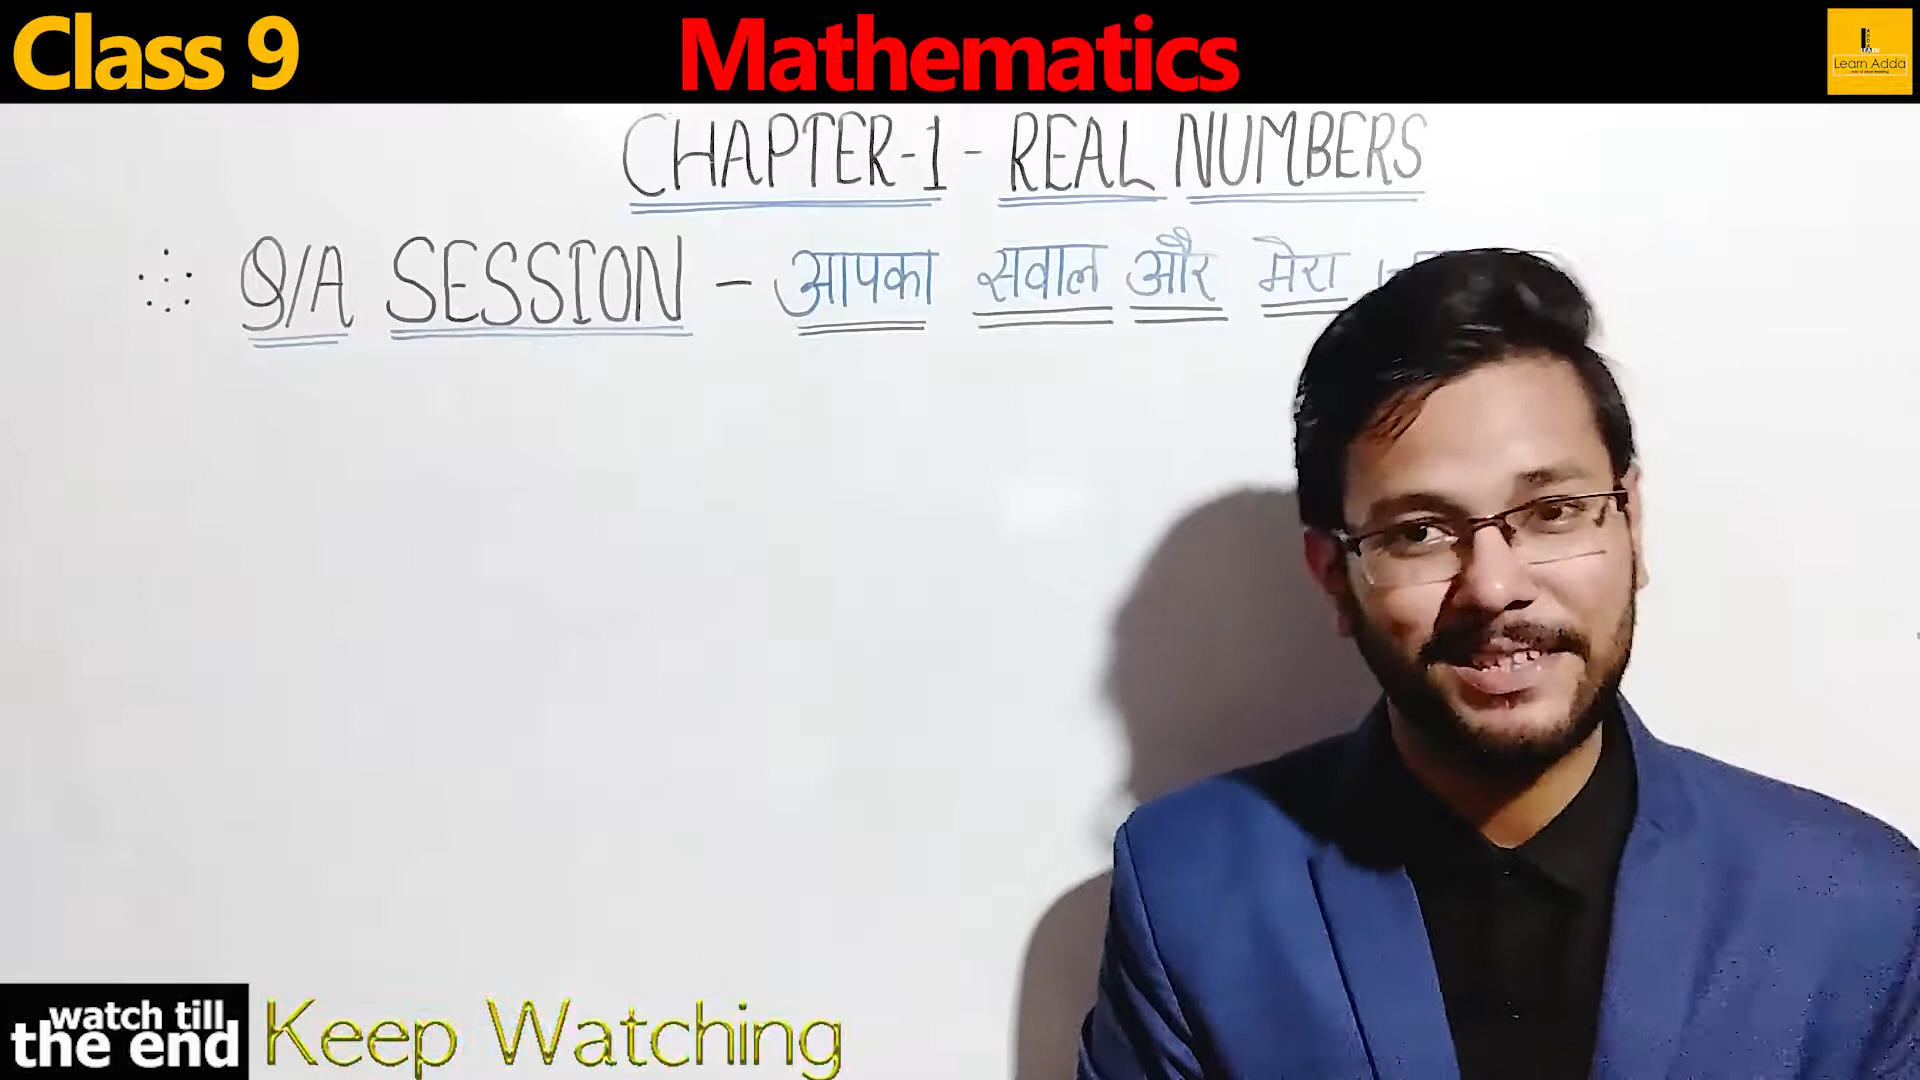 Class 9
Mathematics
Learn Adda
CHAPTER-1 - REAL NUMBERS
Q/A SESSION - आपका सवाल और मेरा
watch till
the end
Keep Watching